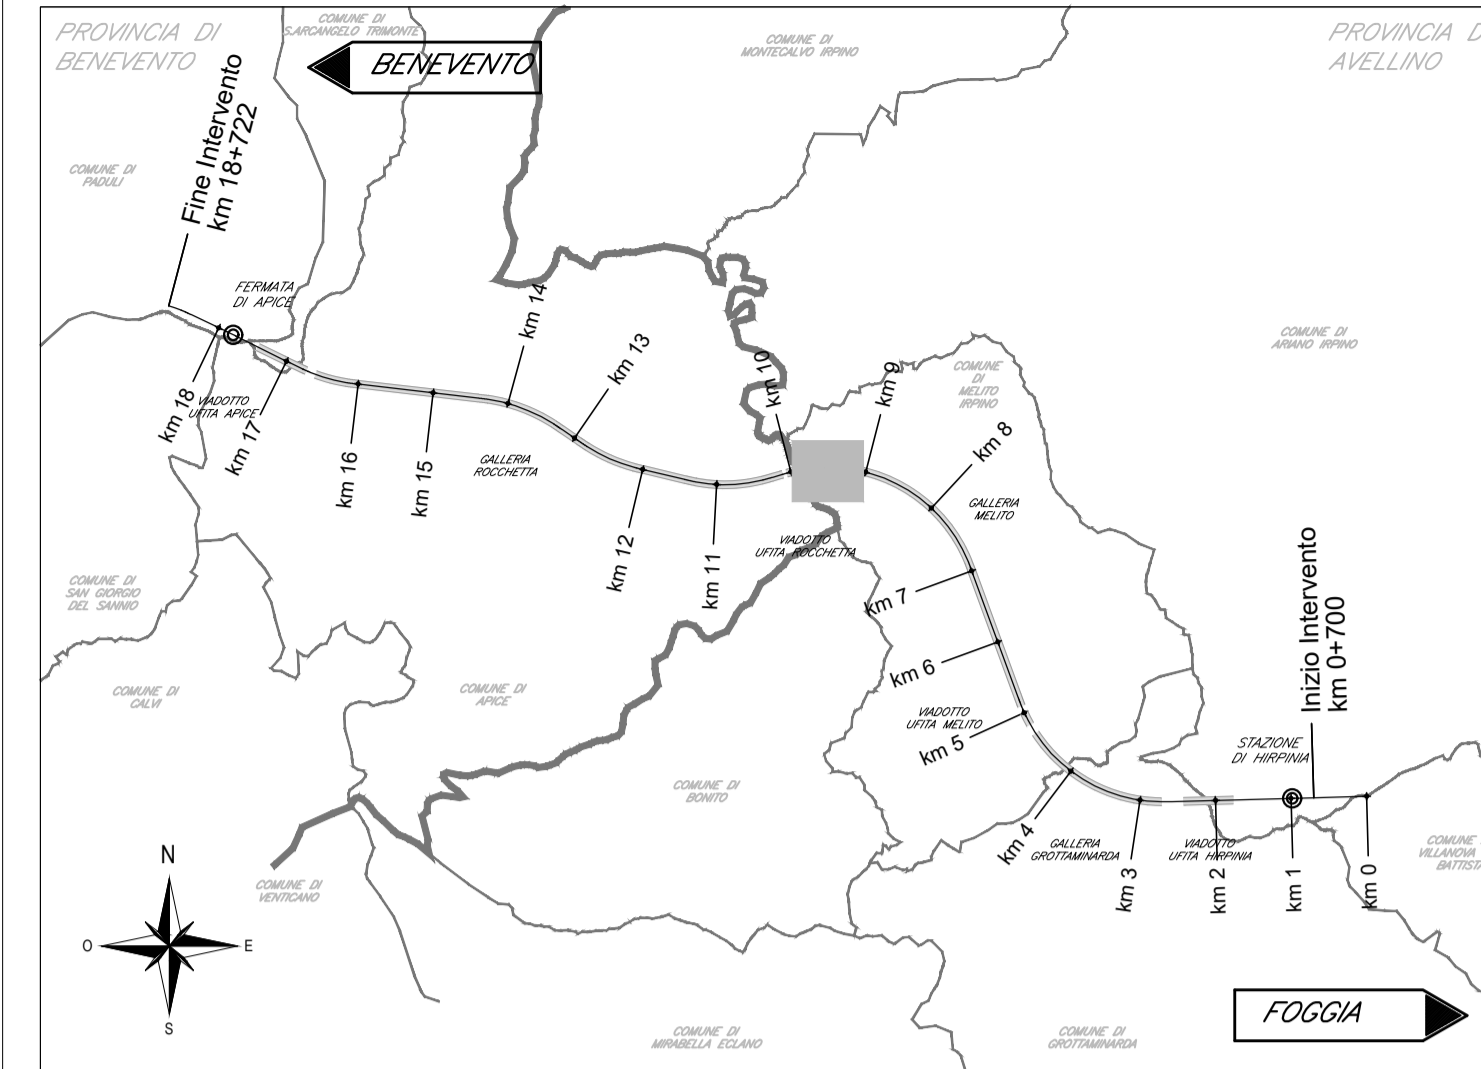 PROVINCIA DI
BENEVENTO
COMUNE DI
S.ARCANGELO TRIMONTE
BENEVENTO
COMUNE DI
MONTECALVO IRPINO
PROVINCIA D
AVELLINO
Fine Intervento
km 18+722
COMUNE DI
PADULI
FERMATA
DI APICE
km 14
km 13
km 10
km 9
COMUNE DI
ARIANO IRPINO
COMUNE
DI
MELITO
IRPINO
km 18
VIADOTTO
UFITA APICE
km 17
km 16
km 15
GALLERIA
ROCCHETTA
km 8
GALLERIA
MELITO
km 12
km 11
VIADOTTO
UFITA ROCCHETTA
km 7
Inizio Intervento
km 0+700
COMUNE DI
SAN GIORGIO
DEL SANNIO
km 6
COMUNE DI
CALVI
COMUNE DI
APICE
VIADOTTO
UFITA MELITO
km 5
STAZIONE
DI HIRPINIA
COMUNE DI
BONITO
km 4
GALLERIA
GROTTAMINARDA
km 3
VIADOTTO
UFITA HIRPINIA
km 2
km 1
km 0
COMUNE
VILLANOVA
BATTIST
N
O
E
S
COMUNE DI
VENTICANO
FOGGIA
COMUNE DI
MIRABELLA ECLANO
COMUNE DI
GROTTAMINARDA